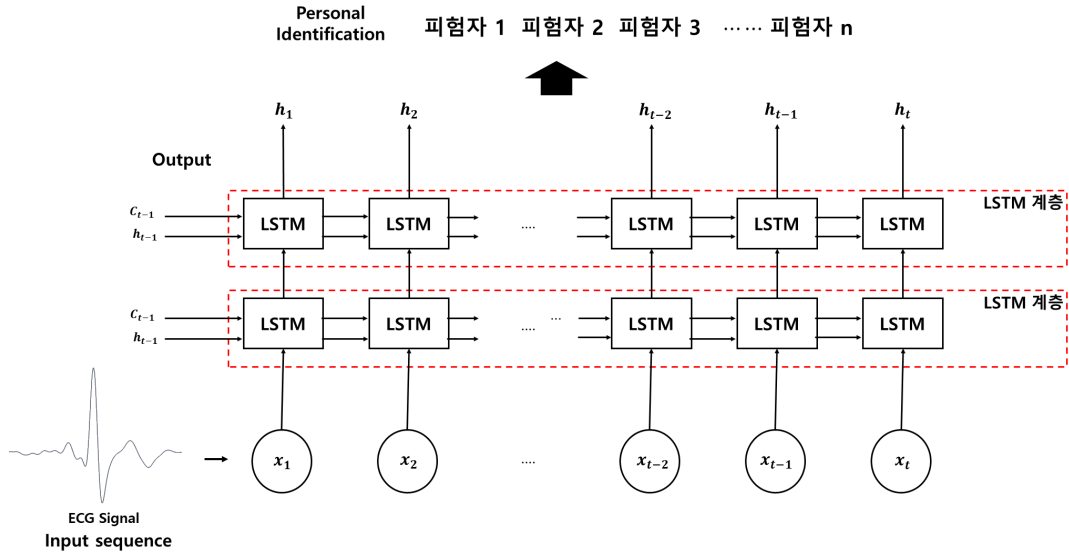 Personal
Identification
피험자 1 피험자 2 피험자 3 …… 피험자 n
h₁ h₂ hₜ₋₂ hₜ₋₁ hₜ
Output
LSTM 계층
Cₜ₋₁
hₜ₋₁
LSTM LSTM .... LSTM LSTM LSTM
LSTM 계층
Cₜ₋₁
hₜ₋₁
...
LSTM LSTM .... LSTM LSTM LSTM
x₁ x₂ .... xₜ₋₂ xₜ₋₁ xₜ
ECG Signal
Input sequence